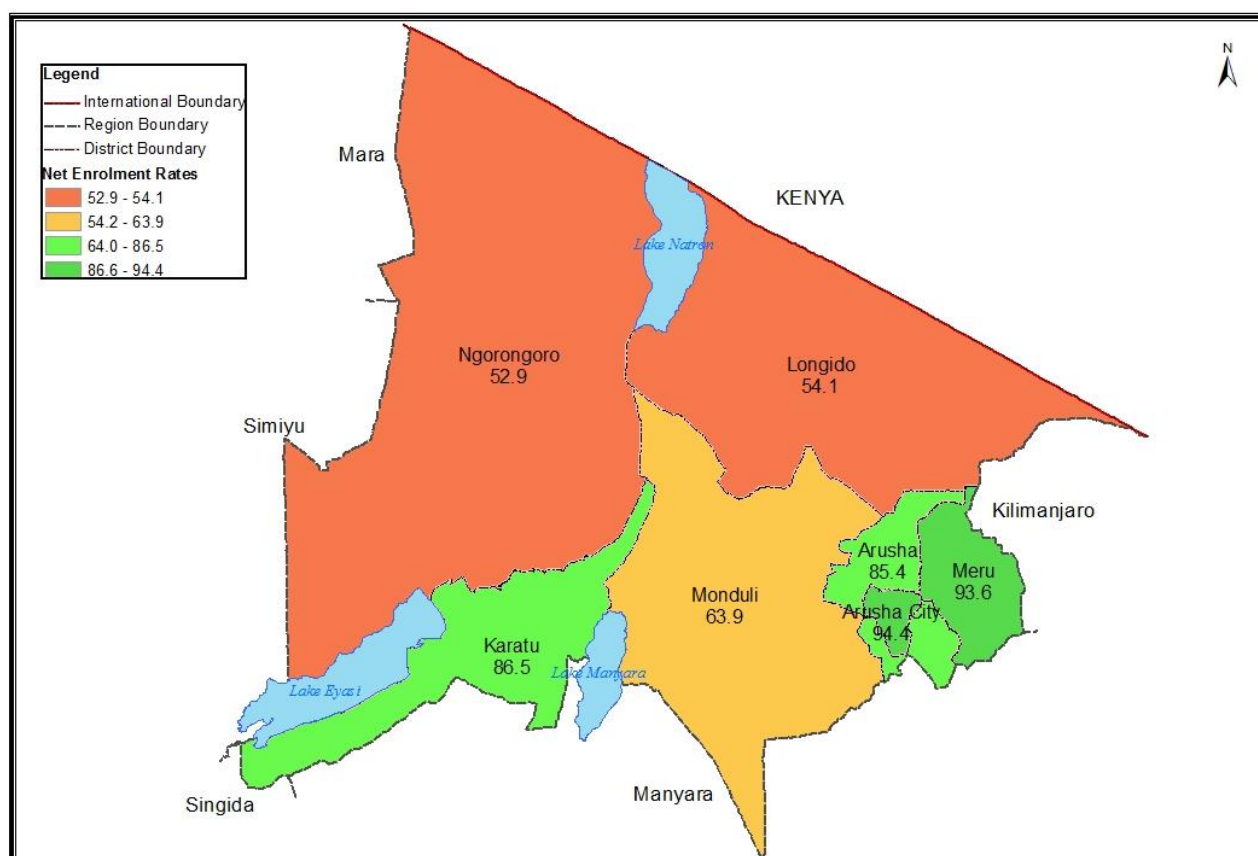 N
Legend
International Boundary
Region Boundary
District Boundary
Net Enrolment Rates
52.9 - 54.1
54.2 - 63.9
64.0 - 86.5
86.6 - 94.4
Mara
KENYA
Lake Natron
Ngorongoro
52.9
Longido
54.1
Simiyu
Kilimanjaro
Arusha
85.4
Meru
93.6
Monduli
63.9
Arusha City
94.4
Karatu
86.5
Lake Manyara
Lake Eyasi
Manyara
Singida